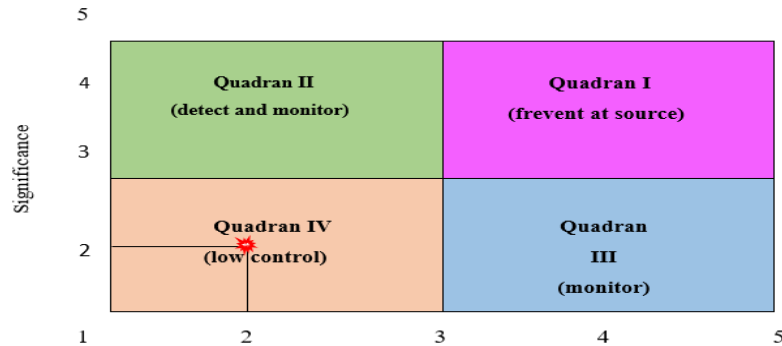 5
Quadran II
(detect and monitor)
Quadran I
(frevent at source)
4
3
Significance
Quadran IV
(low control)
Quadran
III
(monitor)
2
1
2
3
4
5